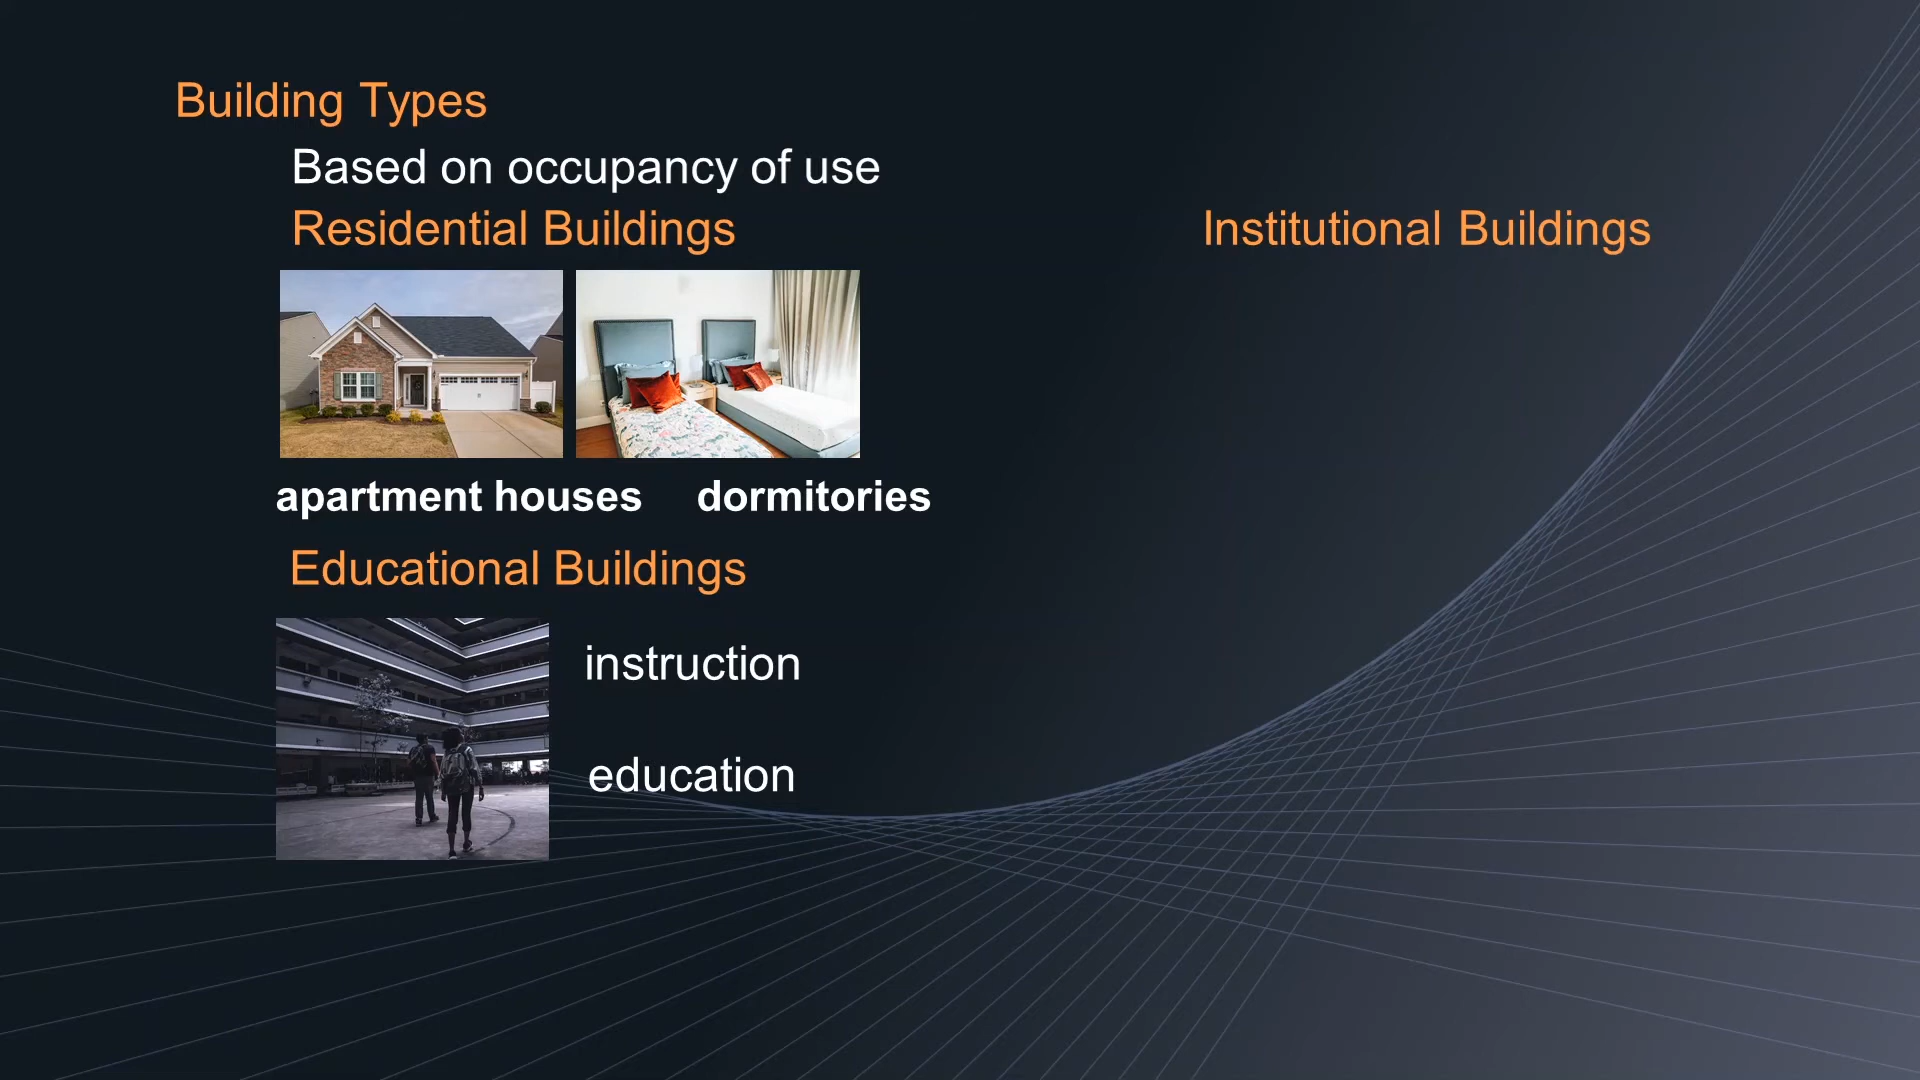 Building Types
Based on occupancy of use
Residential Buildings
apartment houses
dormitories
Educational Buildings
instruction
education
Institutional Buildings